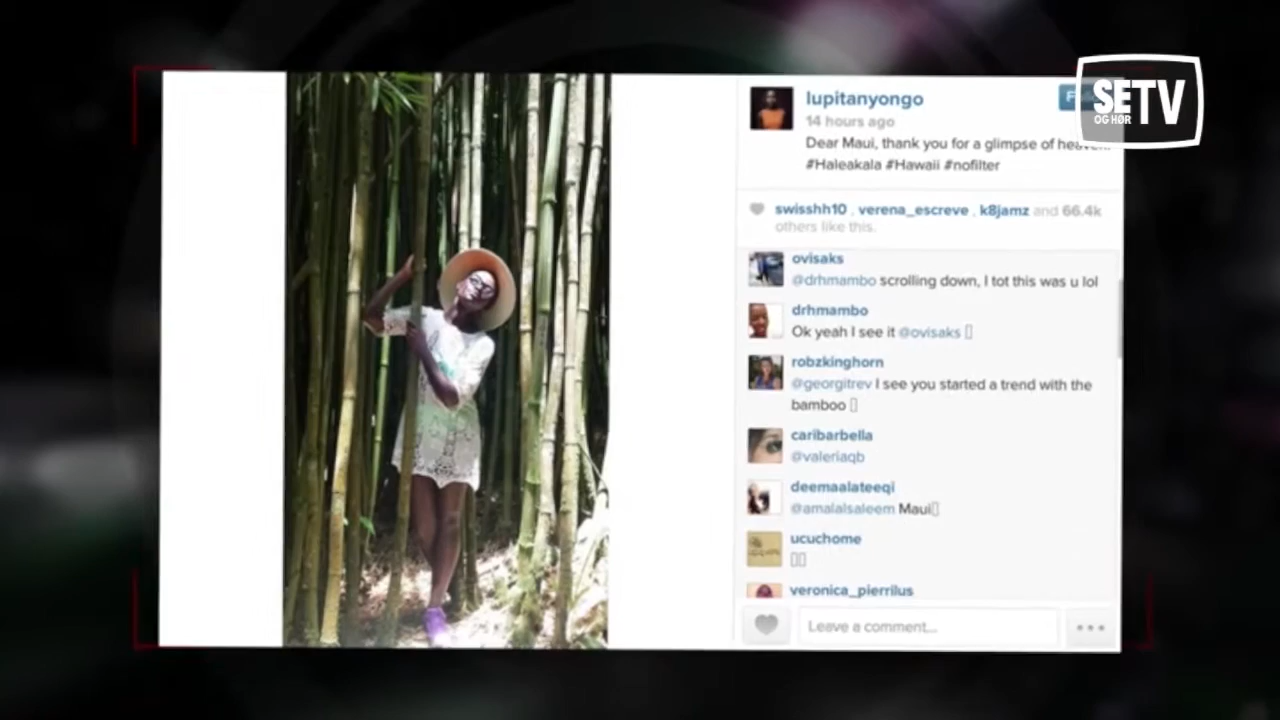 SETV
OG HØR
lupitanyongo
14 hours ago
Dear Maui, thank you for a glimpse of heaven.
#Haleakala #Hawaii #nofilter
swisshh10 , verena_escreve , k8jamz and 66.4k
others like this.
ovisaks
@drhmambo scrolling down, I tot this was u lol
drhmambo
Ok yeah I see it @ovisaks
robzkinghorn
@georgitrev I see you started a trend with the
bamboo
caribarbella
@valeriaqb
deemaalateeqi
@amalalsaleem Maui
ucuchome
veronica_pierrilus
Leave a comment...